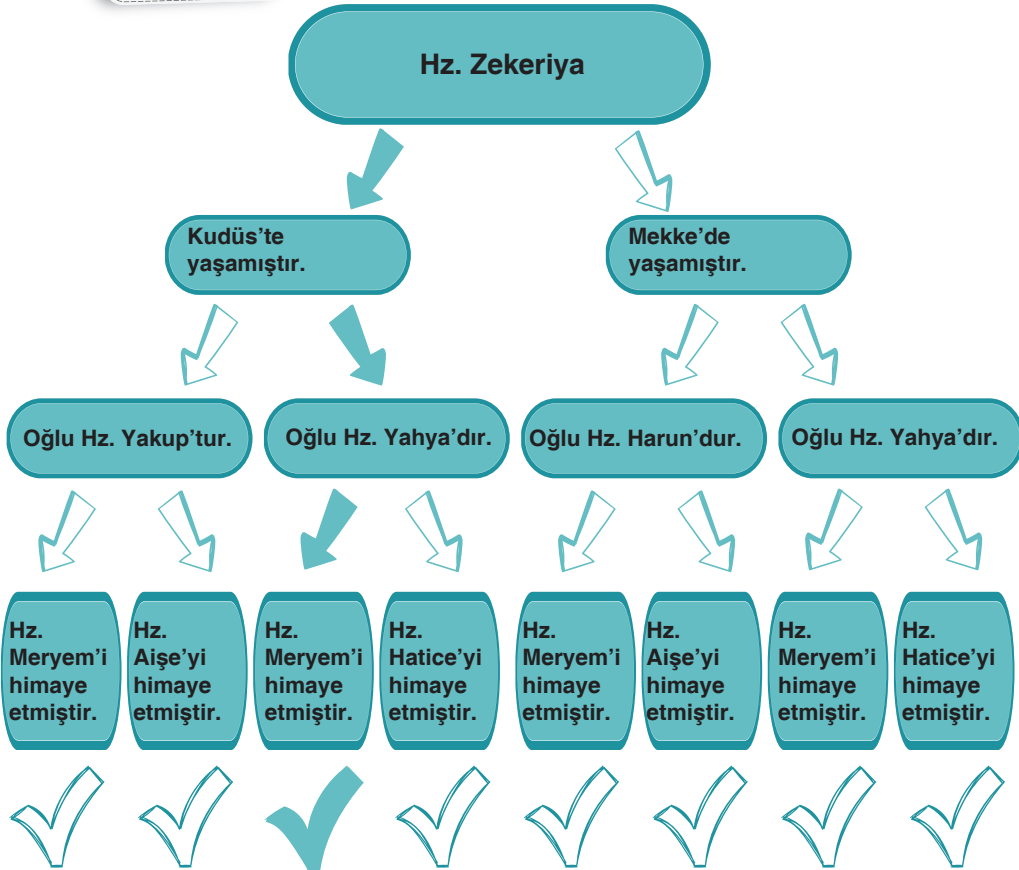 Hz. Zekeriya
Kudüs'te
yaşamıştır.
Mekke'de
yaşamıştır.
Oğlu Hz. Yakup'tur.
Oğlu Hz. Yahya'dır.
Oğlu Hz. Harun'dur.
Oğlu Hz. Yahya'dır.
Hz.
Meryem'i
himaye
etmiştir.
Hz.
Aişe'yi
himaye
etmiştir.
Hz.
Meryem'i
himaye
etmiştir.
Hz.
Hatice'yi
himaye
etmiştir.
Hz.
Meryem'i
himaye
etmiştir.
Hz.
Aişe'yi
himaye
etmiştir.
Hz.
Meryem'i
himaye
etmiştir.
Hz.
Hatice'yi
himaye
etmiştir.